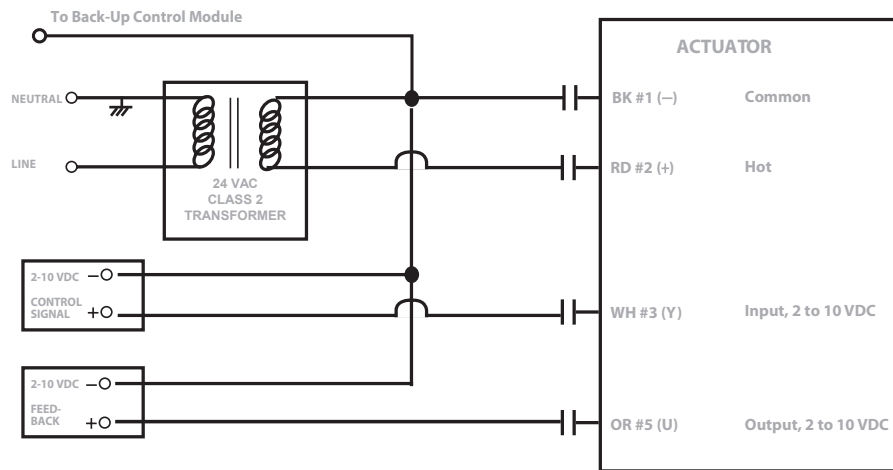 To Back-Up Control Module
ACTUATOR
NEUTRAL
BK #1 (—)
Common
LINE
RD #2 (+)
Hot
24 VAC
CLASS 2
TRANSFORMER
2-10 VDC
—
CONTROL
SIGNAL
+
WH #3 (Y)
Input, 2 to 10 VDC
2-10 VDC
—
FEED-
BACK
+
OR #5 (U)
Output, 2 to 10 VDC